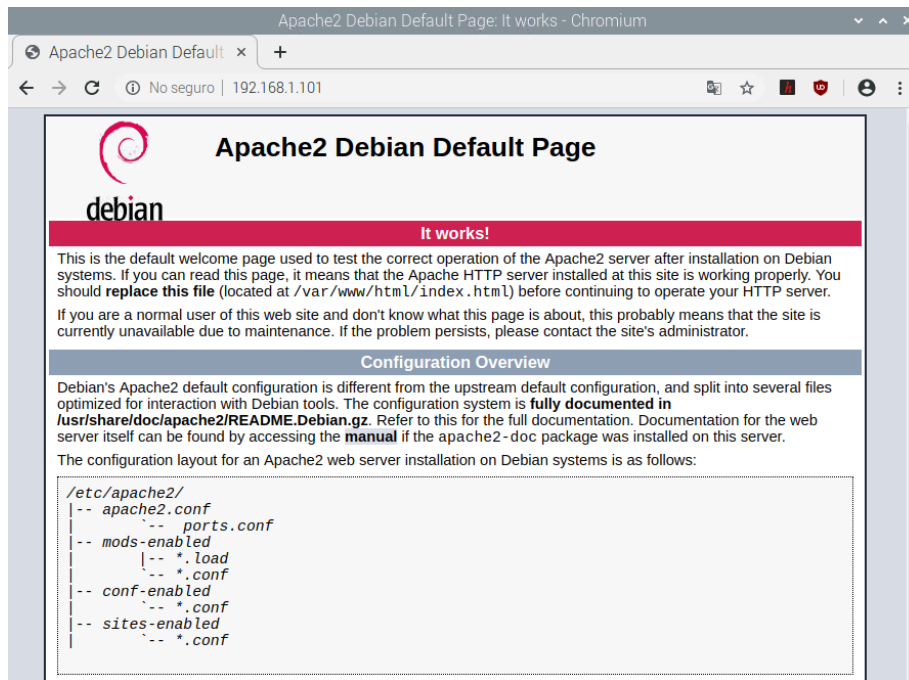 Apache2 Debian Default Page: It works - Chromium
Apache2 Debian Default
No seguro | 192.168.1.101
Apache2 Debian Default Page
debian
It works!
This is the default welcome page used to test the correct operation of the Apache2 server after installation on Debian
systems. If you can read this page, it means that the Apache HTTP server installed at this site is working properly. You
should replace this file (located at /var/www/html/index.html) before continuing to operate your HTTP server.
If you are a normal user of this web site and don't know what this page is about, this probably means that the site is
currently unavailable due to maintenance. If the problem persists, please contact the site's administrator.
Configuration Overview
Debian's Apache2 default configuration is different from the upstream default configuration, and split into several files
optimized for interaction with Debian tools. The configuration system is fully documented in
/usr/share/doc/apache2/README.Debian.gz. Refer to this for the full documentation. Documentation for the web
server itself can be found by accessing the manual if the apache2-doc package was installed on this server.
The configuration layout for an Apache2 web server installation on Debian systems is as follows:
/etc/apache2/
|-- apache2.conf
|       `--  ports.conf
|-- mods-enabled
|       |-- *.load
|       `-- *.conf
|-- conf-enabled
|       `-- *.conf
|-- sites-enabled
|       `-- *.conf